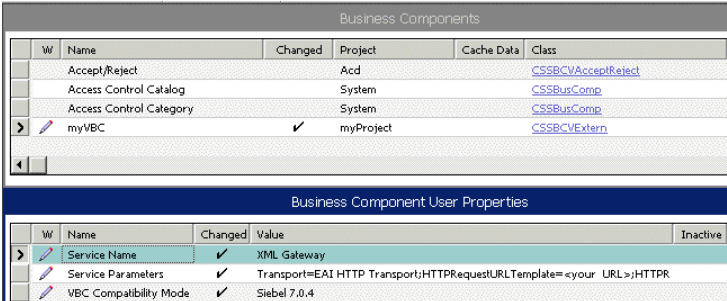 Business Components
W Name Changed Project Cache Data Class
Accept/Reject Acd CSSBCVAcceptReject
Access Control Catalog System CSSBusComp
Access Control Category System CSSBusComp
myVBC ✔ myProject CSSBCVExtern
Business Component User Properties
W Name Changed Value Inactive
Service Name ✔ XML Gateway
Service Parameters ✔ Transport=EAI HTTP Transport;HTTPRequestURLTemplate=<your URL>;HTTPR
VBC Compatibility Mode ✔ Siebel 7.0.4